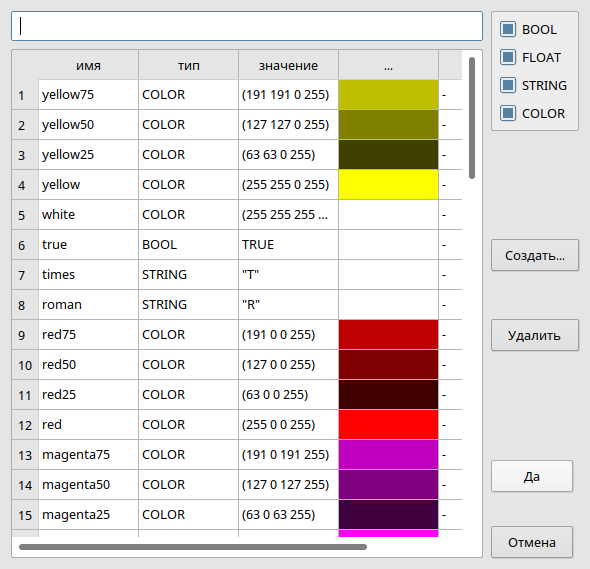 BOOL
FLOAT
STRING
COLOR
имя тип значение ...
1 yellow75 COLOR (191 191 0 255) -
2 yellow50 COLOR (127 127 0 255) -
3 yellow25 COLOR (63 63 0 255) -
4 yellow COLOR (255 255 0 255) -
5 white COLOR (255 255 255 ... -
6 true BOOL TRUE -
7 times STRING "T" -
8 roman STRING "R" -
9 red75 COLOR (191 0 0 255) -
10 red50 COLOR (127 0 0 255) -
11 red25 COLOR (63 0 0 255) -
12 red COLOR (255 0 0 255) -
13 magenta75 COLOR (191 0 191 255) -
14 magenta50 COLOR (127 0 127 255) -
15 magenta25 COLOR (63 0 63 255) -
Создать...
Удалить
Да
Отмена